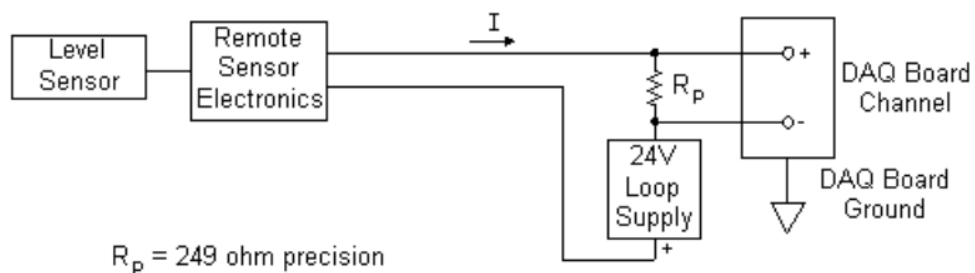 I
Level
Sensor
Remote
Sensor
Electronics
Rp
+
-
DAQ Board
Channel
24V
Loop
Supply
+
DAQ Board
Ground
Rp = 249 ohm precision